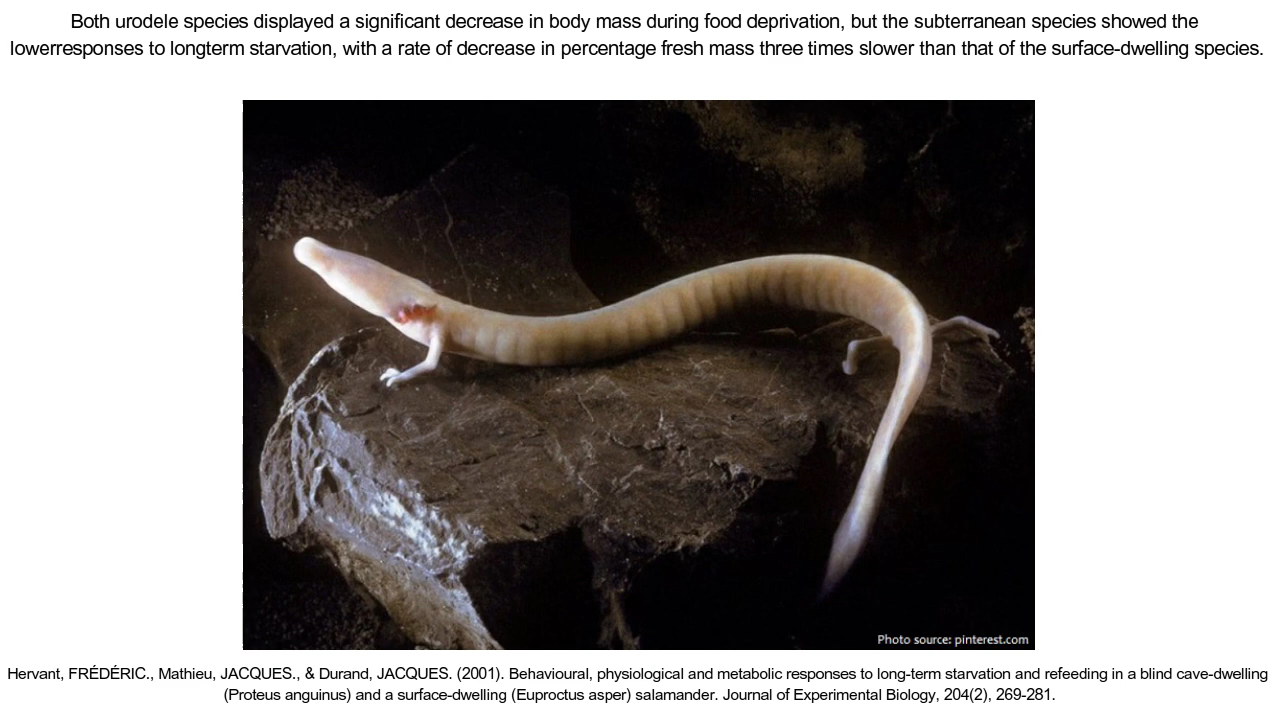 Both urodele species displayed a significant decrease in body mass during food deprivation, but the subterranean species showed the
lowerresponses to longterm starvation, with a rate of decrease in percentage fresh mass three times slower than that of the surface-dwelling species.
Photo source: pinterest.com
Hervant, FRÉDÉRIC., Mathieu, JACQUES., & Durand, JACQUES. (2001). Behavioural, physiological and metabolic responses to long-term starvation and refeeding in a blind cave-dwelling
(Proteus anguinus) and a surface-dwelling (Euproctus asper) salamander. Journal of Experimental Biology, 204(2), 269-281.